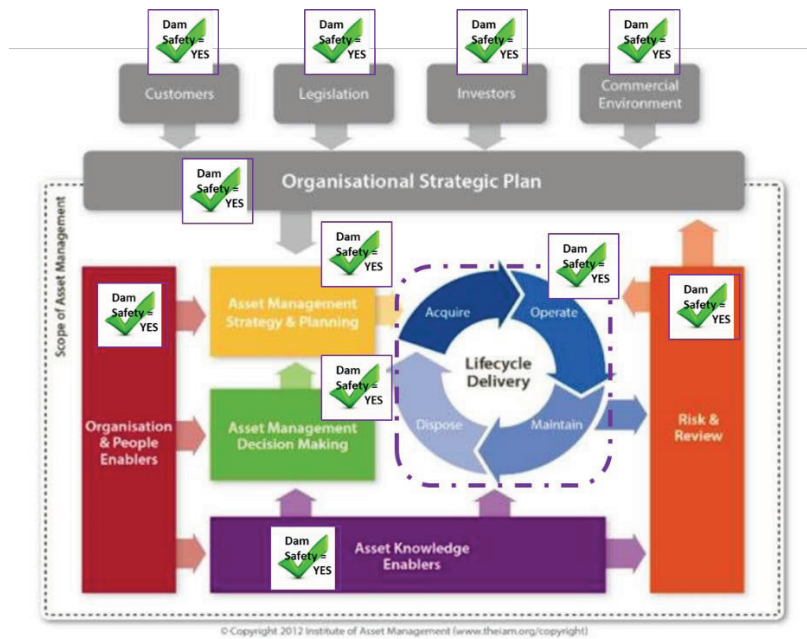 Dam
Safety =
YES
Dam
Safety =
YES
Dam
Safety =
YES
Dam
Safety =
YES
Customers
Legislation
Investors
Commercial
Environment
Organisational Strategic Plan
Dam
Safety =
YES
Scope of Asset Management
Dam
Safety =
YES
Dam
Safety =
YES
Dam
Safety =
YES
Dam
Safety =
YES
Asset Management
Strategy & Planning
Acquire
Operate
Lifecycle
Delivery
Dispose
Maintain
Dam
Safety =
YES
Organisation
& People
Enablers
Asset Management
Decision Making
Risk &
Review
Dam
Safety =
YES
Asset Knowledge
Enablers
© Copyright 2012 Institute of Asset Management (www.theiam.org/copyright)